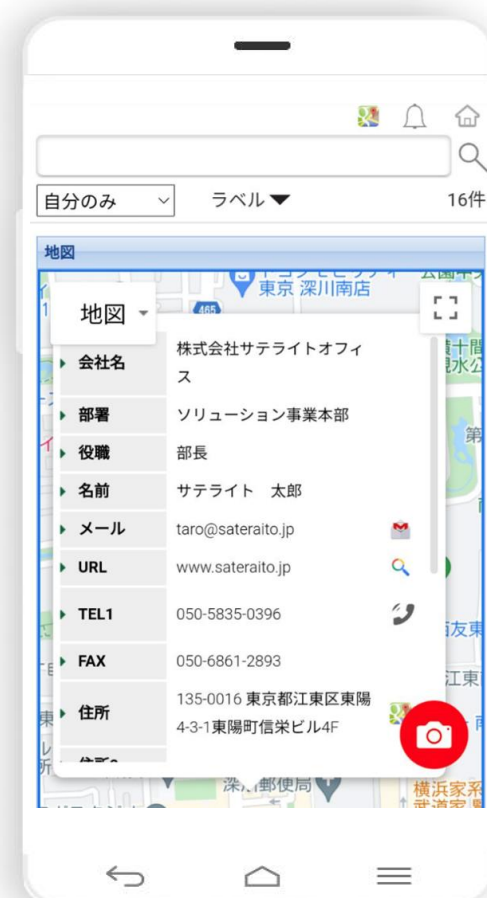 自分のみ
ラベル
16件
地図
東京 深川南店
地図
465
会社名
株式会社サテライトオフィ
ス
部署
ソリューション事業本部
役職
部長
名前
サテライト 太郎
メール
taro@sateraito.jp
URL
www.sateraito.jp
TEL1
050-5835-0396
FAX
050-6861-2893
住所
135-0016 東京都江東区東陽
4-3-1東陽町信栄ビル4F
第
友東
江東
横浜家系